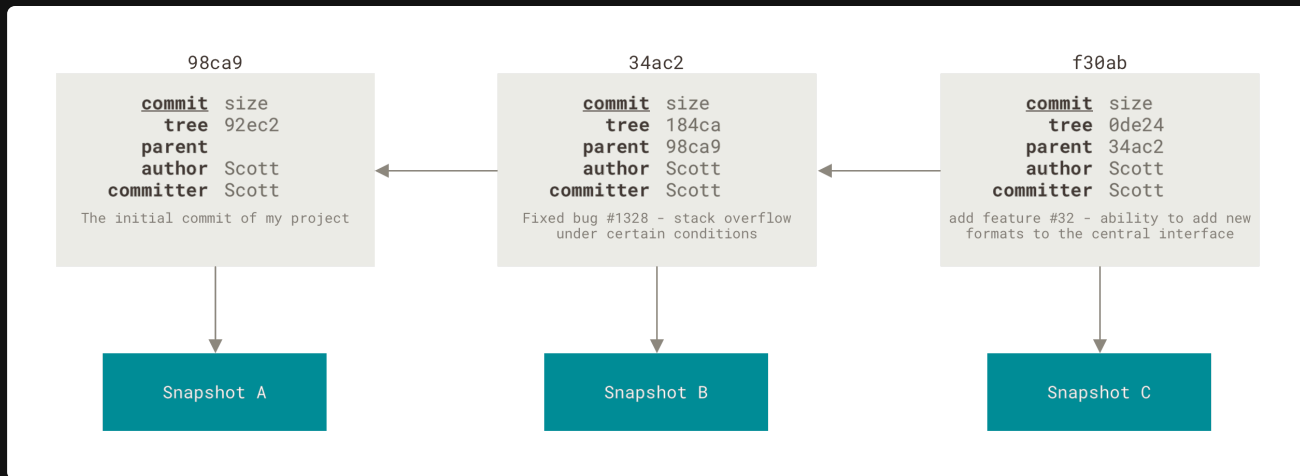 98ca9
commit size
tree 92ec2
parent
author Scott
committer Scott
The initial commit of my project
Snapshot A
34ac2
commit size
tree 184ca
parent 98ca9
author Scott
committer Scott
Fixed bug #1328 - stack overflow
under certain conditions
Snapshot B
f30ab
commit size
tree 0de24
parent 34ac2
author Scott
committer Scott
add feature #32 - ability to add new
formats to the central interface
Snapshot C